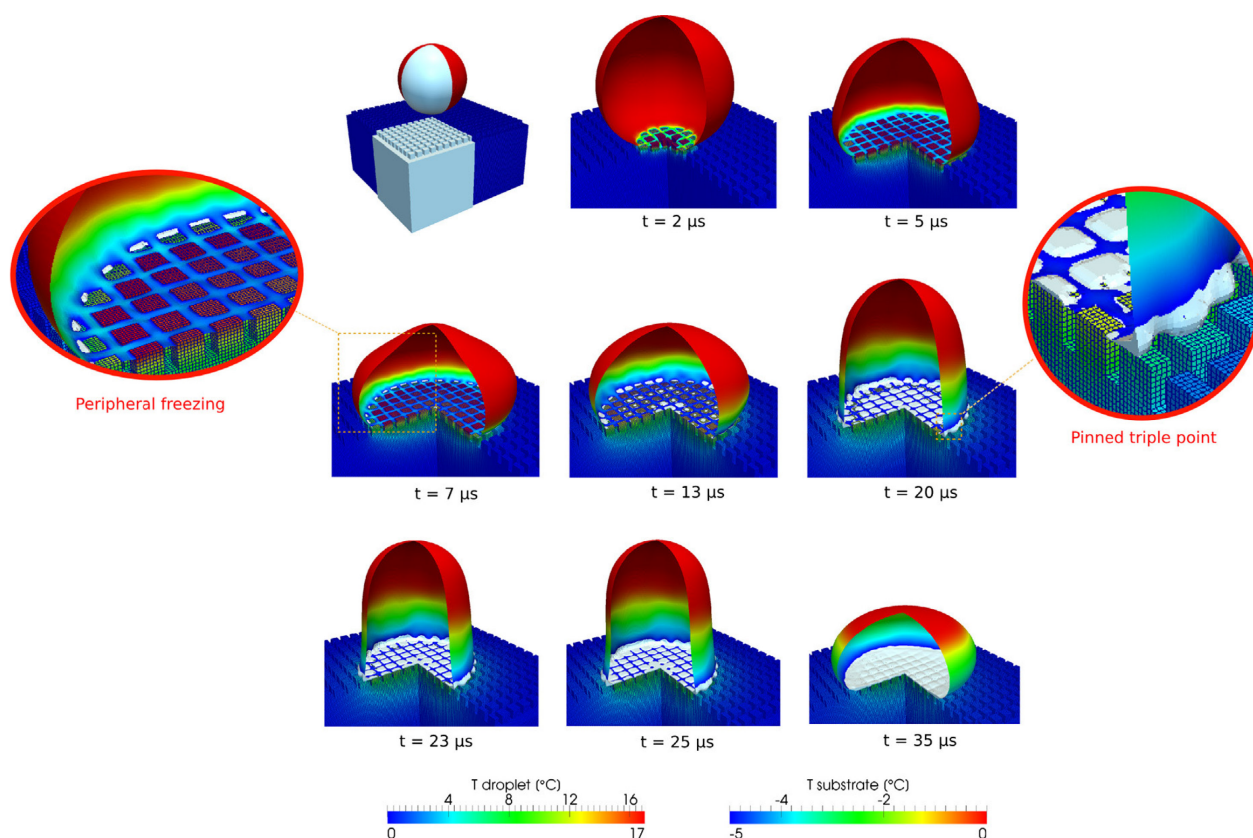 t = 2 µs
t = 5 µs
Peripheral freezing
Pinned triple point
t = 7 µs
t = 13 µs
t = 20 µs
t = 23 µs
t = 25 µs
t = 35 µs
T droplet (°C)
4 8 12 16
0 17
T substrate (°C)
-4 -2
-5 0